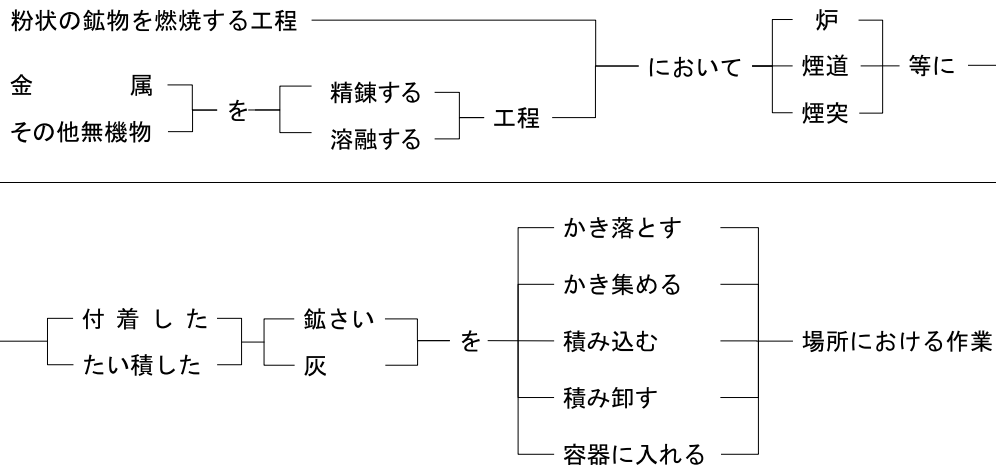 粉状の鉱物を燃焼する工程
金属
その他無機物
を
精錬する
溶融する
工程
において
炉
煙道
煙突
等に
付着した
たい積した
鉱さい
灰
を
かき落とす
かき集める
積み込む
積み卸す
容器に入れる
場所における作業